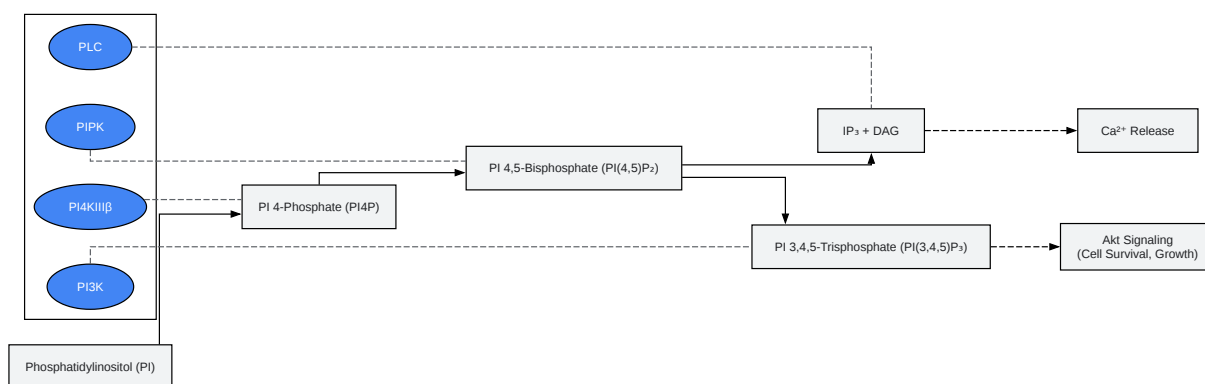 PLC
PIPK
PI4KIIIβ
PI3K
Phosphatidylinositol (PI)
PI 4-Phosphate (PI4P)
PI 4,5-Bisphosphate (PI(4,5)P₂)
IP₃ + DAG
Ca²⁺ Release
PI 3,4,5-Trisphosphate (PI(3,4,5)P₃)
Akt Signaling
(Cell Survival, Growth)